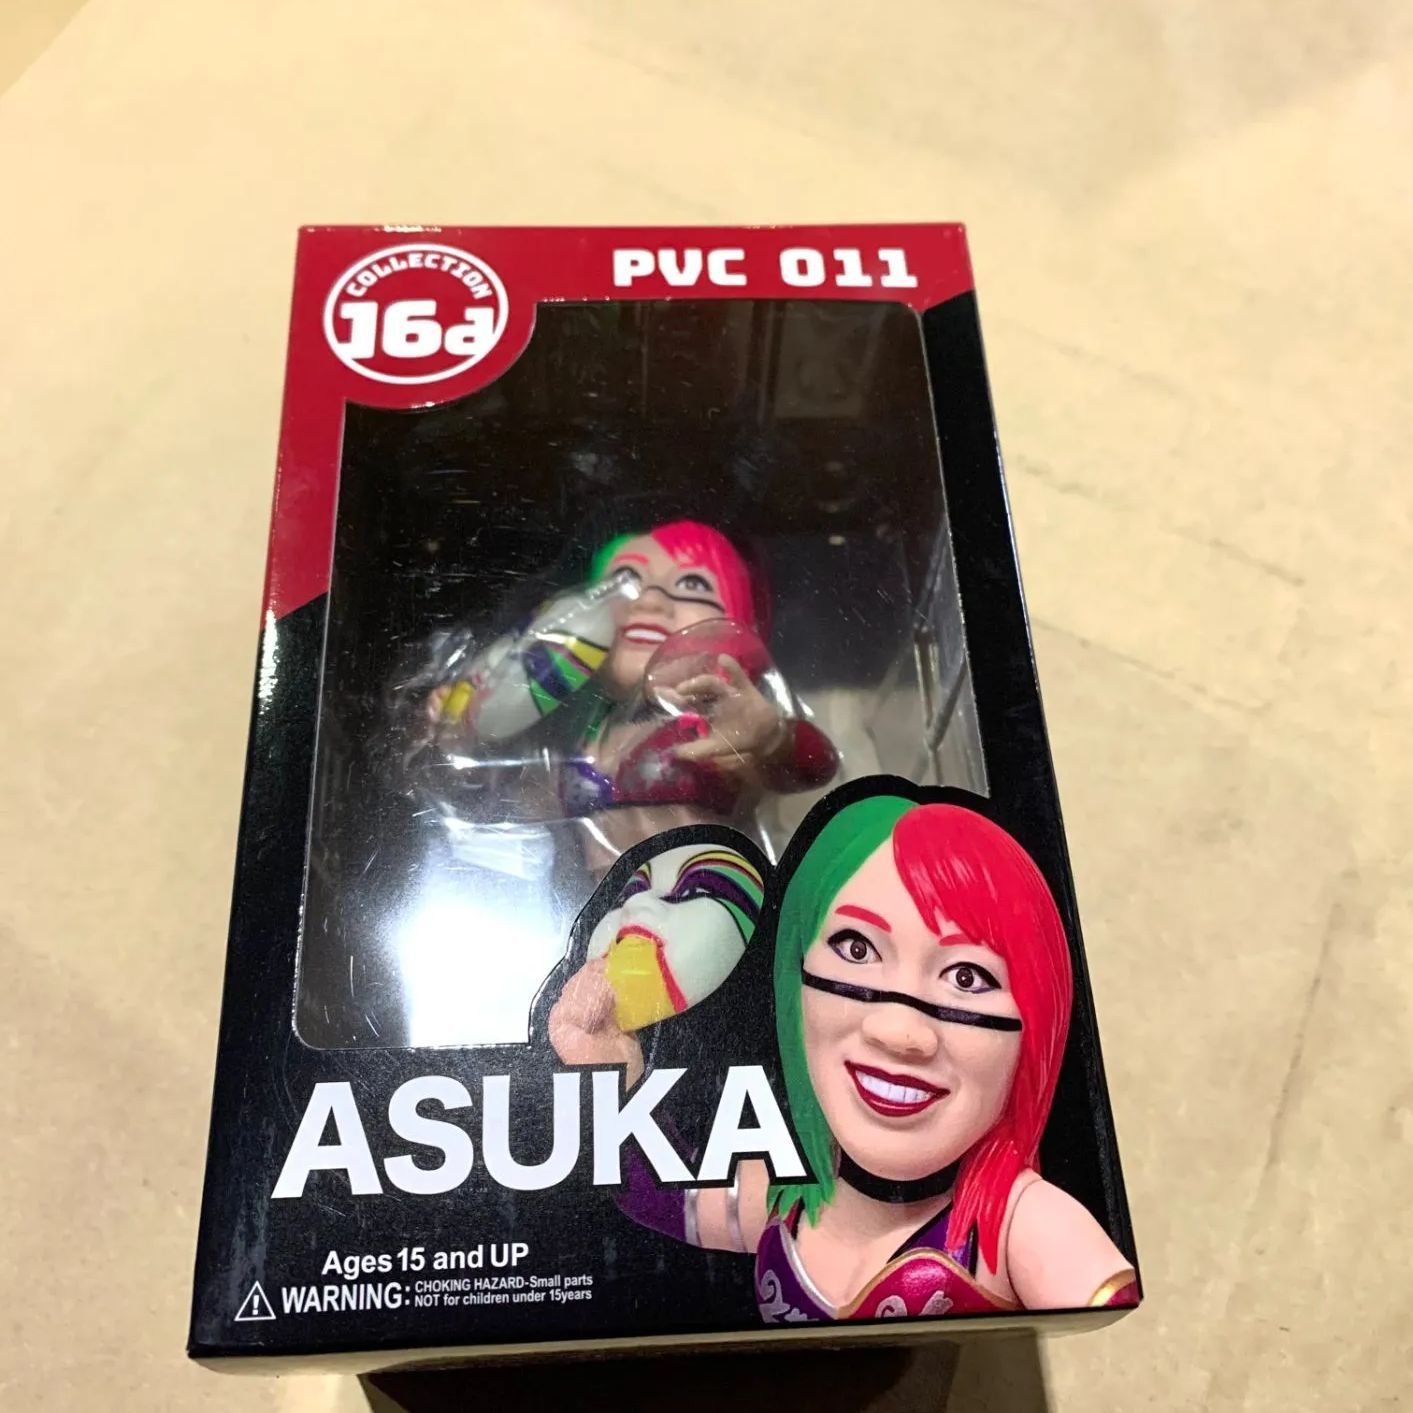 COLLECTION
16d
PVC 011
ASUKA
Ages 15 and UP
WARNING: CHOKING HAZARD-Small parts
NOT for children under 15years